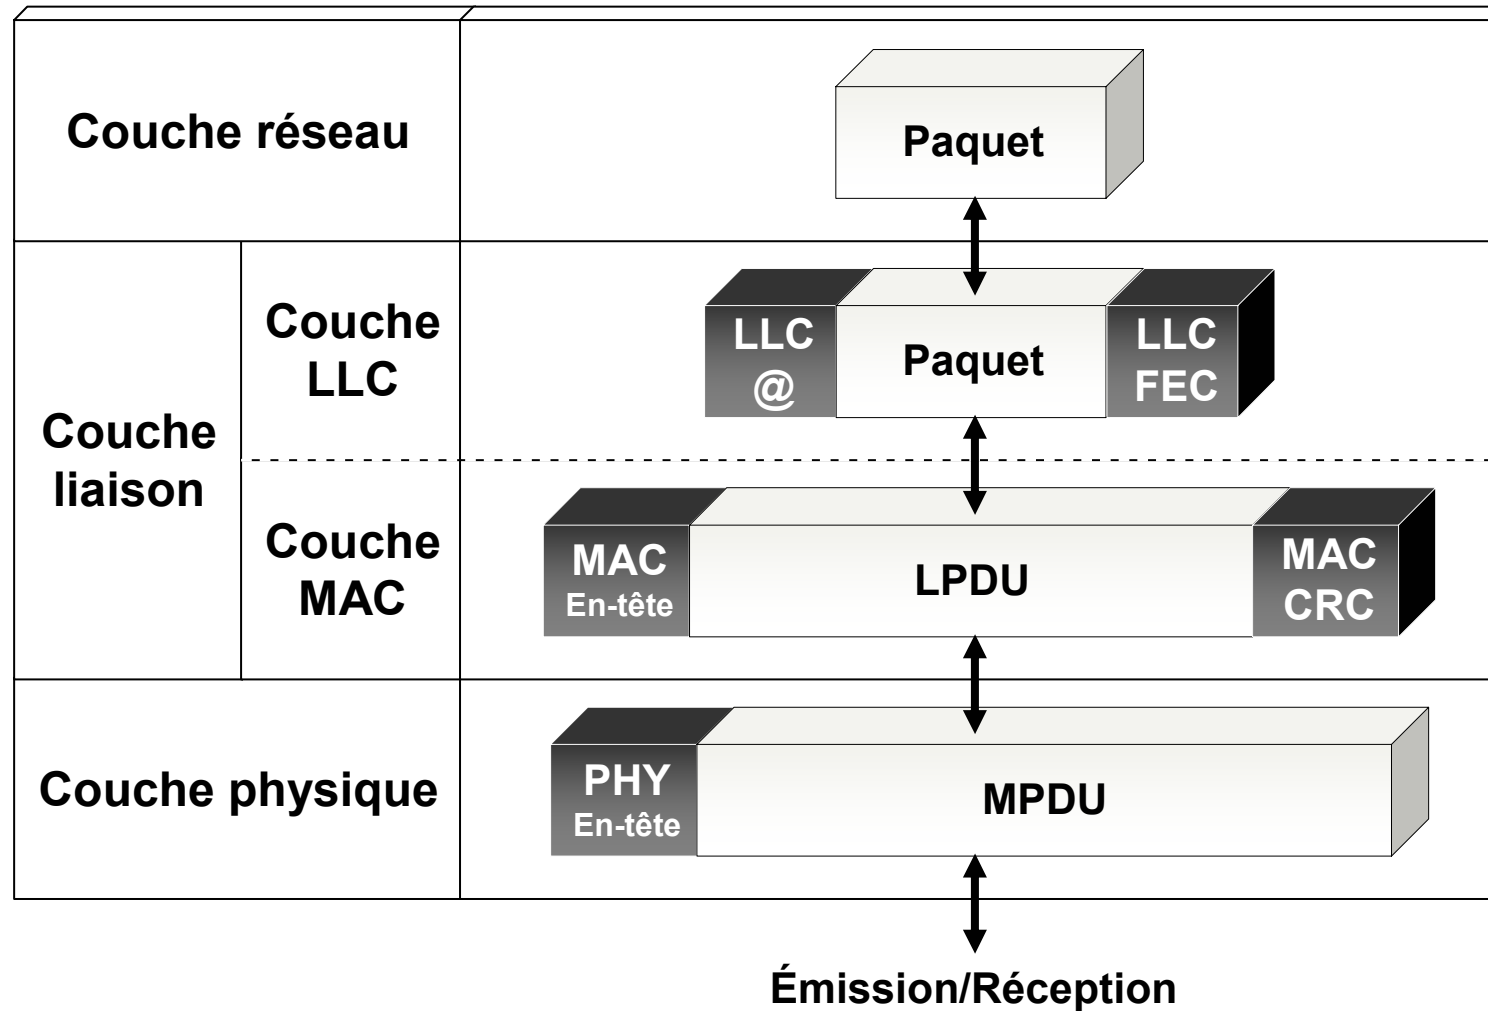 Couche réseau
Paquet
Couche
liaison
Couche
LLC
LLC
@
Paquet
LLC
FEC
Couche
MAC
MAC
En-tête
LPDU
MAC
CRC
Couche physique
PHY
En-tête
MPDU
Émission/Réception